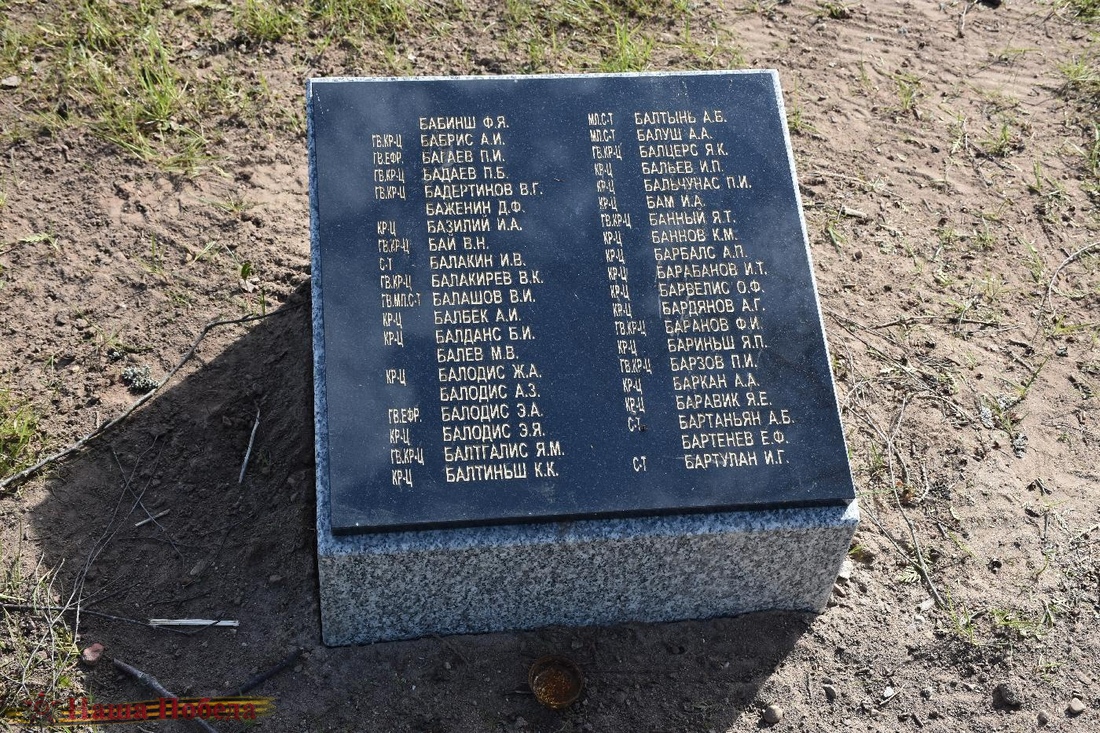 БАБИНШ Ф.Я.
ГВ.КР-Ц БАБРИС А.И.
ГВ.ЕФР. БАГАЕВ П.И.
ГВ.КР-Ц БАДАЕВ П.Б.
ГВ.КР-Ц БАДЕРТИНОВ В.Г.
БАЖЕНИН Д.Ф.
КР-Ц БАЗИЛИЙ И.А.
ГВ.КР-Ц БАЙ В.Н.
С-Т БАЛАКИН И.В.
ГВ.КР-Ц БАЛАКИРЕВ В.К.
ГВ.МЛ.С-Т БАЛАШОВ В.И.
КР-Ц БАЛБЕК А.И.
КР-Ц БАЛДАНС Б.И.
БАЛЕВ М.В.
КР-Ц БАЛОДИС Ж.А.
БАЛОДИС А.З.
ГВ.ЕФР. БАЛОДИС Э.А.
КР-Ц БАЛОДИС Э.Я.
ГВ.КР-Ц БАЛТГАЛИС Я.М.
КР-Ц БАЛТИНЬШ К.К.
МЛ.С-Т БАЛТЫНЬ А.Б.
МЛ.С-Т БАЛУШ А.А.
ГВ.КР-Ц БАЛЦЕРС Я.К.
КР-Ц БАЛЬЕВ И.П.
КР-Ц БАЛЬЧУНАС П.И.
КР-Ц БАМ И.А.
ГВ.КР-Ц БАННЫЙ Я.Т.
КР-Ц БАННОВ К.М.
КР-Ц БАРБАЛС А.П.
КР-Ц БАРАБАНОВ И.Т.
КР-Ц БАРВЕЛИС О.Ф.
КР-Ц БАРДЯНОВ А.Г.
ГВ.КР-Ц БАРАНОВ Ф.И.
КР-Ц БАРИНЬШ Я.П.
ГВ.КР-Ц БАРЗОВ П.И.
КР-Ц БАРКАН А.А.
КР-Ц БАРАВИК Я.Е.
С-Т БАРТАНЬЯН А.Б.
БАРТЕНЕВ Е.Ф.
С-Т БАРТУЛАН И.Г.
Наша Победа